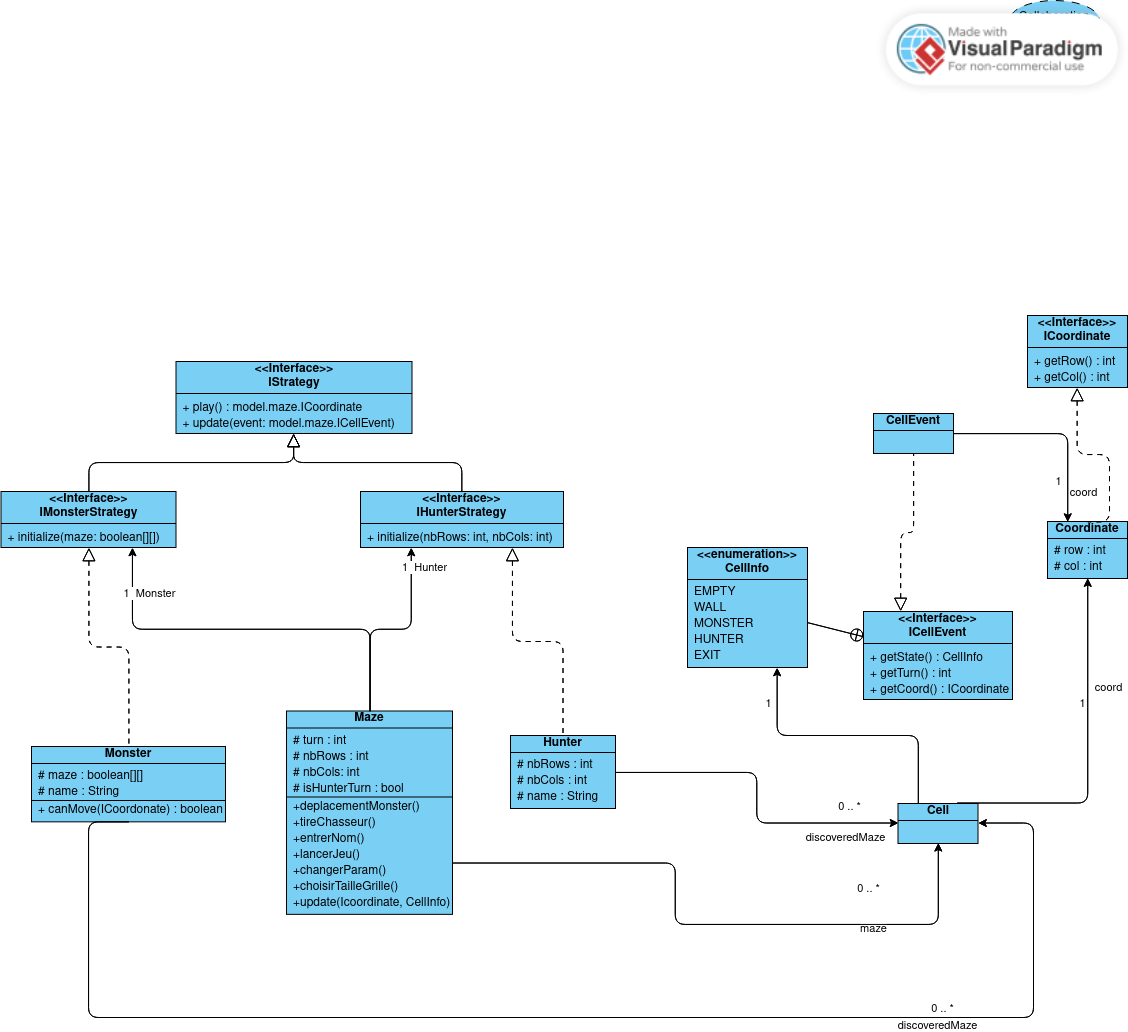 Made with
VisualParadigm
For non-commercial use
<<Interface>>
ICoordinate
+ getRow() : int
+ getCol() : int
<<Interface>>
IStrategy
+ play() : model.maze.ICoordinate
+ update(event: model.maze.ICellEvent)
CellEvent
1
coord
<<Interface>>
IMonsterStrategy
+ initialize(maze: boolean[][])
<<Interface>>
IHunterStrategy
+ initialize(nbRows: int, nbCols: int)
Coordinate
# row : int
# col : int
<<enumeration>>
CellInfo
EMPTY
WALL
MONSTER
HUNTER
EXIT
1 Monster
1 Hunter
<<Interface>>
ICellEvent
+ getState() : CellInfo
+ getTurn() : int
+ getCoord() : ICoordinate
coord
1
1
Maze
# turn : int
# nbRows : int
# nbCols: int
# isHunterTurn : bool
+deplacementMonster()
+tireChasseur()
+entrerNom()
+lancerJeu()
+changerParam()
+choisirTailleGrille()
+update(Icoordinate, CellInfo)
Monster
# maze : boolean[][]
# name : String
+ canMove(ICoordonate) : boolean
Hunter
# nbRows : int
# nbCols : int
# name : String
0 .. *
discoveredMaze
Cell
0 .. *
maze
0 .. *
discoveredMaze